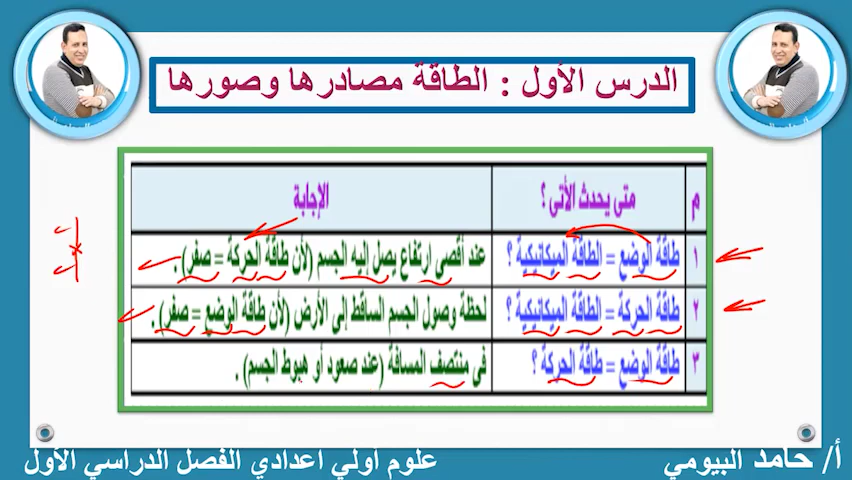 الدرس الأول : الطاقة مصادرها وصورها
م متى يحدث الأتى ؟ الإجابة
١ طاقة الوضع = الطاقة الميكانيكية ؟ عند أقصى ارتفاع يصل إليه الجسم (لأن طاقة الحركة = صفر) .
٢ طاقة الحركة = الطاقة الميكانيكية ؟ لحظة وصول الجسم الساقط إلى الأرض (لأن طاقة الوضع = صفر) .
٣ طاقة الوضع = طاقة الحركة ؟ في منتصف المسافة (عند صعود أو هبوط الجسم) .
أ/ حامد البيومي علوم أولي اعدادي الفصل الدراسي الأول